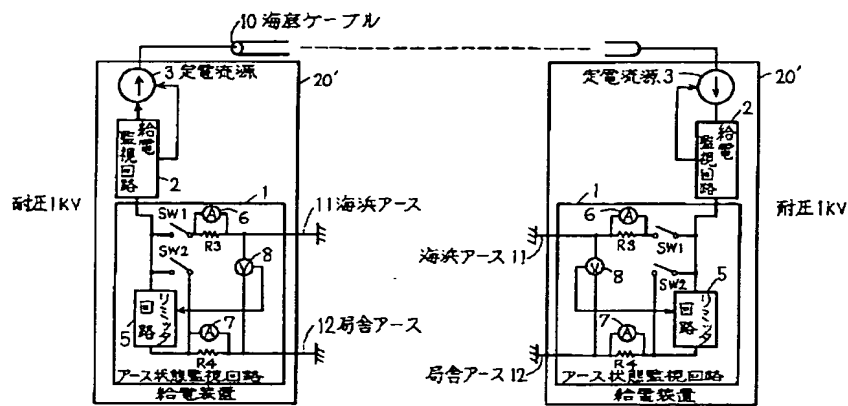 10 海底ケーブル
3 定電流源
20'
給電監視回路
2
耐圧1KV
1
SW1
A
6
R3
11 海浜アース
SW2
V
8
リミッタ回路
5
A
7
R4
12 局舎アース
アース状態監視回路
給電装置
定電流源 3
20'
2
給電監視回路
耐圧1KV
1
6
A
R3
SW1
海浜アース 11
V
8
SW2
5
リミッタ回路
7
A
R4
局舎アース 12
アース状態監視回路
給電装置